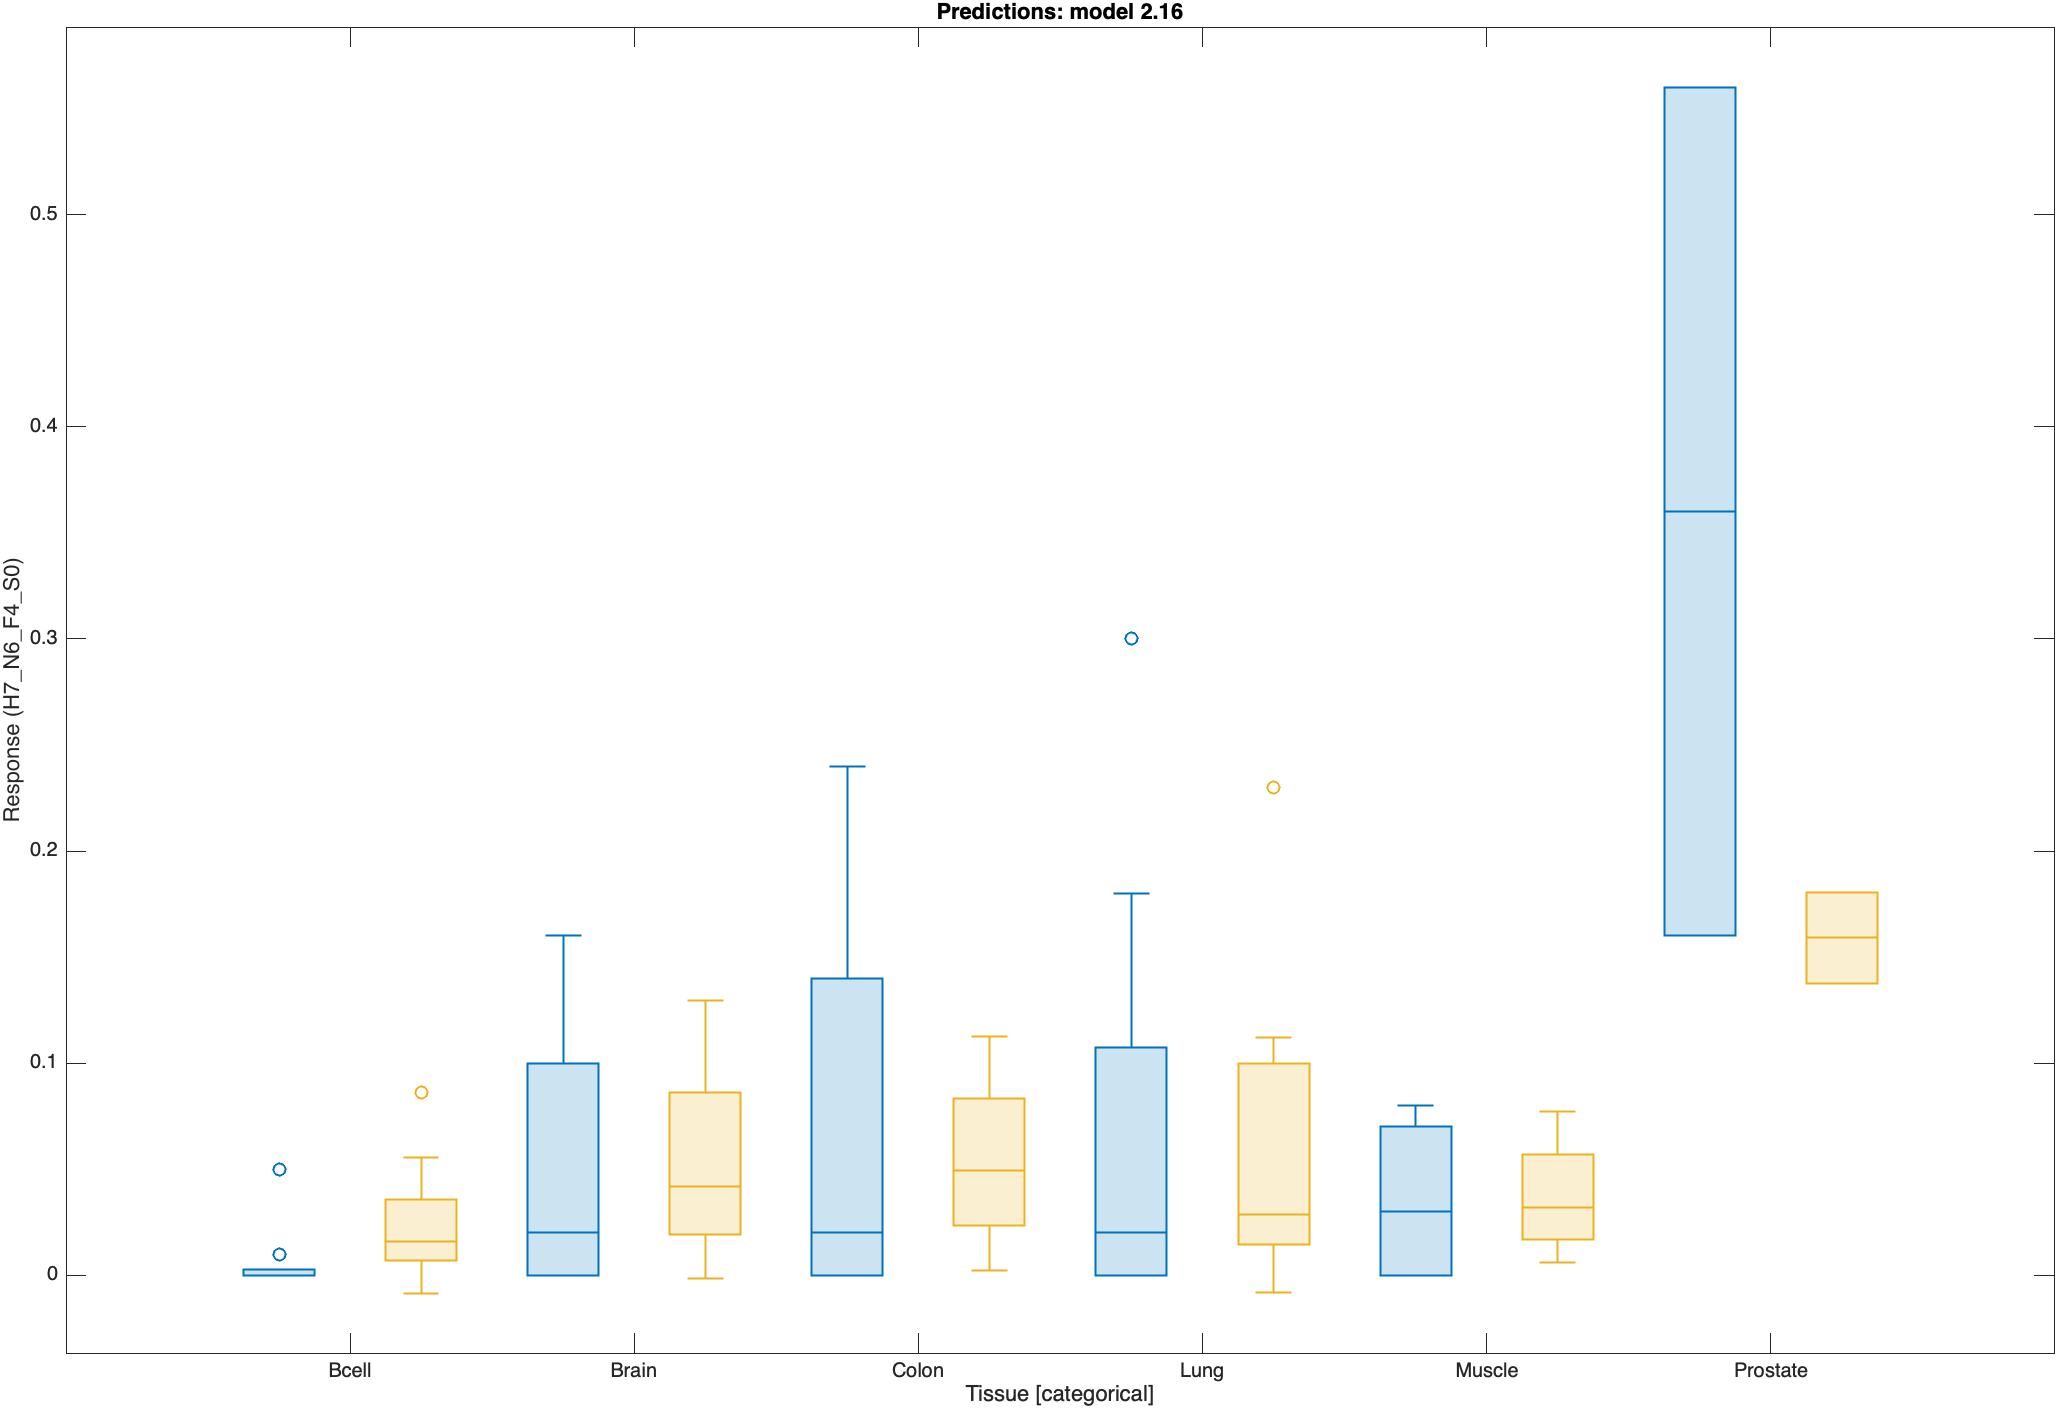 Predictions: model 2.16
Response (H7_N6_F4_S0)
0.5
0.4
0.3
0.2
0.1
0
Bcell Brain Colon Lung Muscle Prostate
Tissue [categorical]